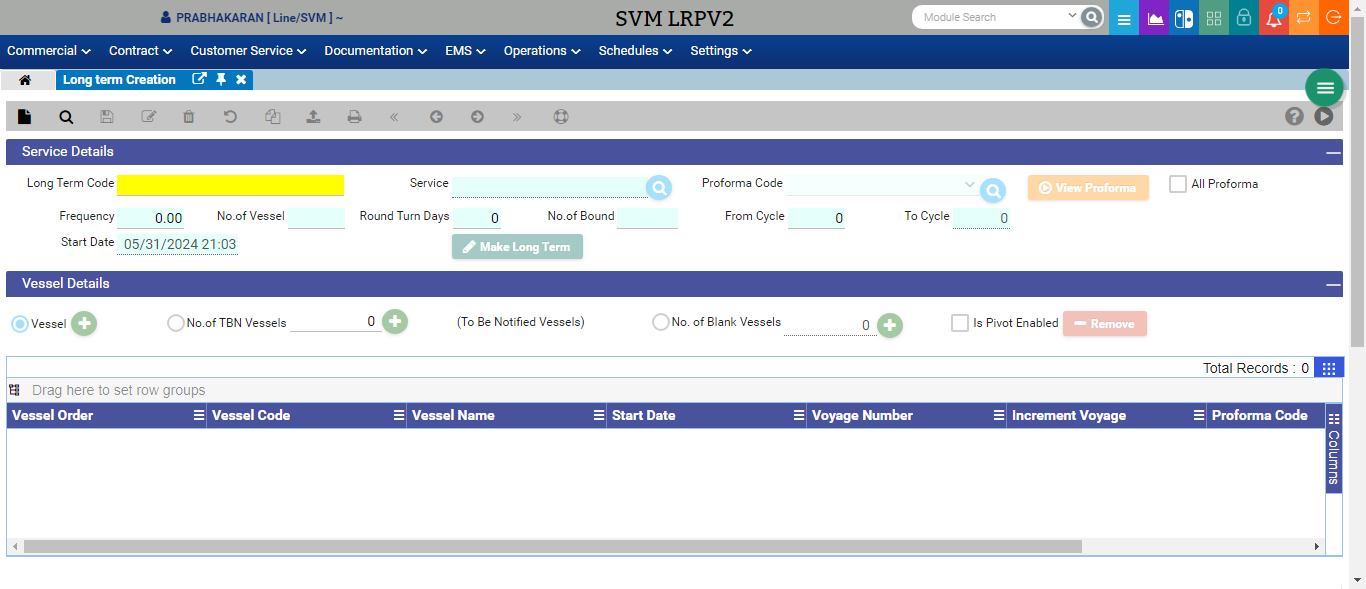 PRABHAKARAN [ Line/SVM ] ~ SVM LRPV2 Module Search 0
Commercial Contract Customer Service Documentation EMS Operations Schedules Settings
Long term Creation
Service Details
Long Term Code Service Proforma Code View Proforma All Proforma
Frequency 0.00 No.of Vessel Round Turn Days 0 No.of Bound From Cycle 0 To Cycle 0
Start Date 05/31/2024 21:03 Make Long Term
Vessel Details
Vessel No.of TBN Vessels 0 (To Be Notified Vessels) No. of Blank Vessels 0 Is Pivot Enabled Remove
Total Records : 0
Drag here to set row groups
Vessel Order Vessel Code Vessel Name Start Date Voyage Number Increment Voyage Proforma Code
Columns